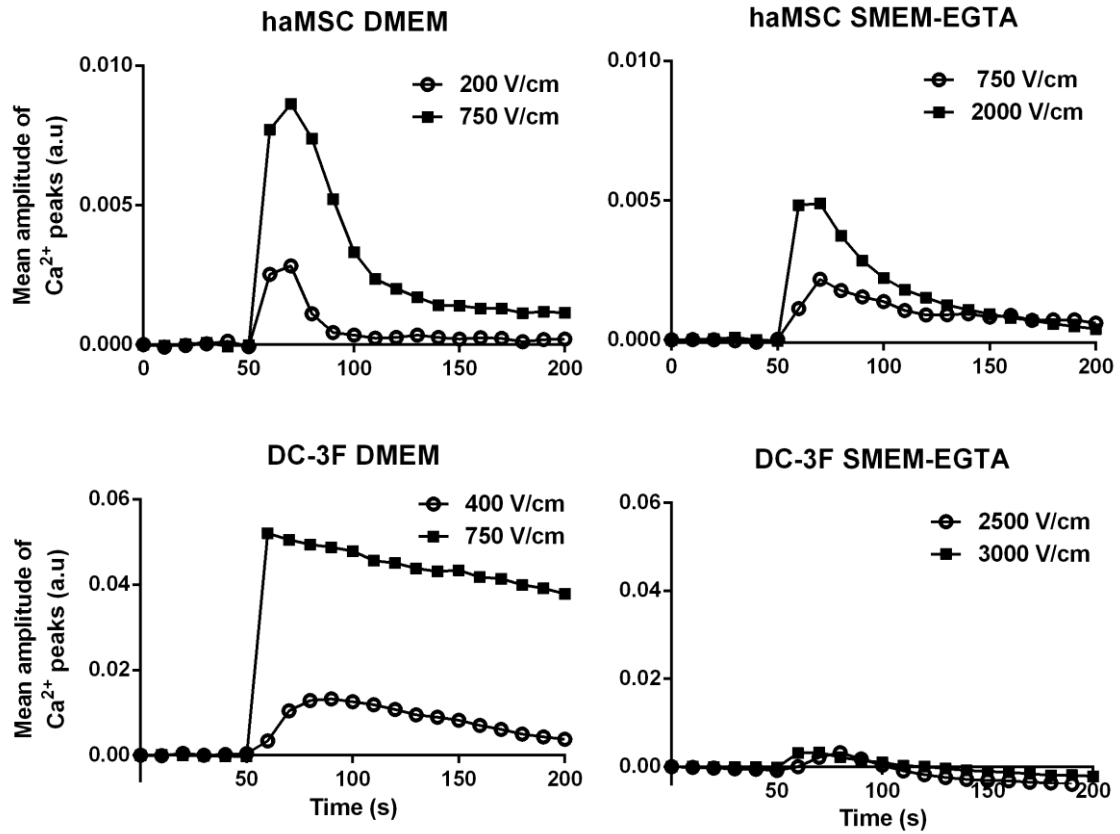 haMSC DMEM
Mean amplitude of
Ca²⁺ peaks (a.u)
0.010
0.005
0.000
200 V/cm
750 V/cm
0
50
100
150
200
haMSC SMEM-EGTA
0.010
0.005
0.000
750 V/cm
2000 V/cm
0
50
100
150
200
DC-3F DMEM
Mean amplitude of
Ca²⁺ peaks (a.u)
0.06
0.04
0.02
0.00
400 V/cm
750 V/cm
50
100
150
200
Time (s)
DC-3F SMEM-EGTA
0.06
0.04
0.02
0.00
2500 V/cm
3000 V/cm
50
100
150
200
Time (s)